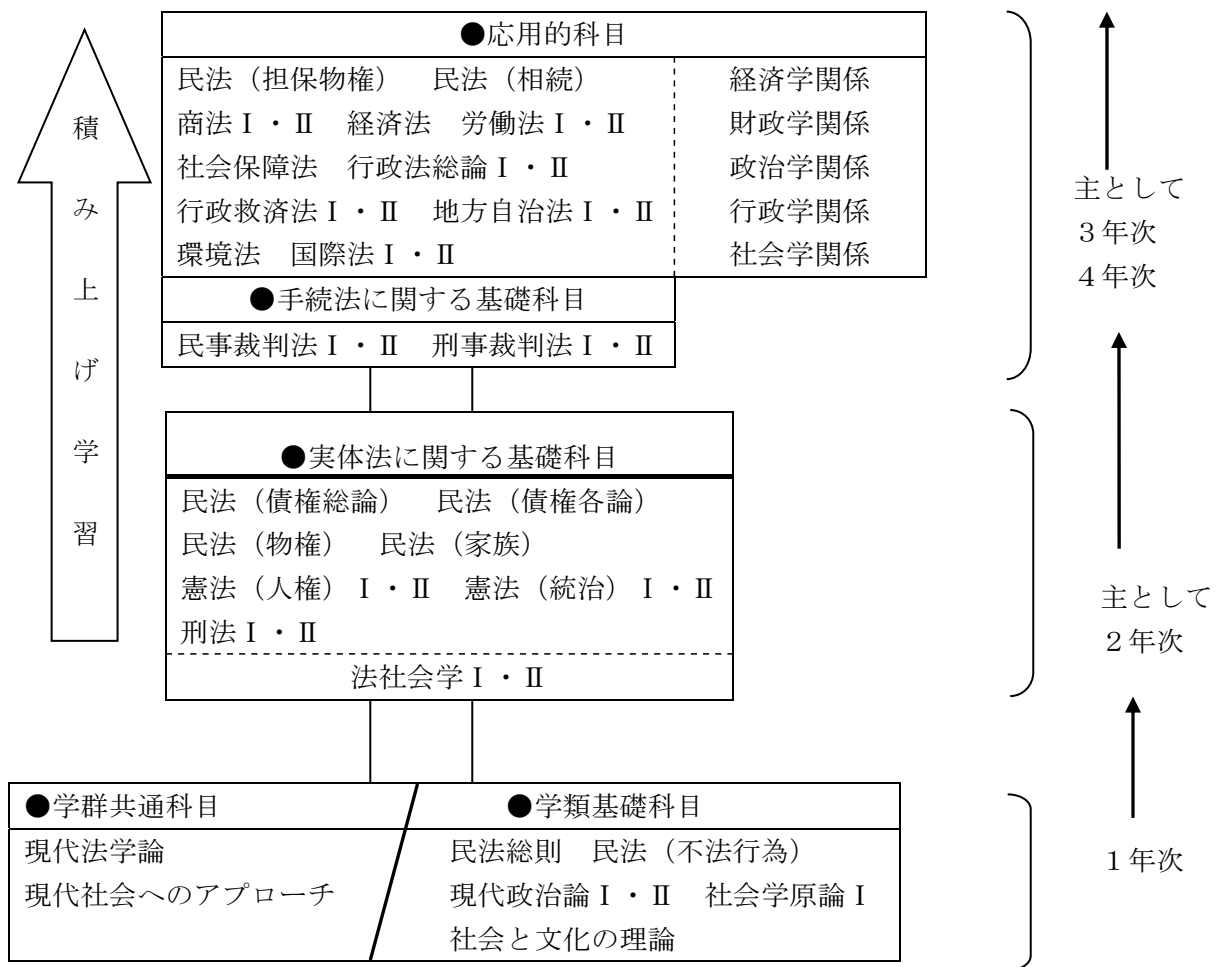 ●応用的科目
民法（担保物権）　民法（相続）　経済学関係
商法Ⅰ・Ⅱ　経済法　労働法Ⅰ・Ⅱ　財政学関係
社会保障法　行政法総論Ⅰ・Ⅱ　政治学関係
行政救済法Ⅰ・Ⅱ　地方自治法Ⅰ・Ⅱ　行政学関係
環境法　国際法Ⅰ・Ⅱ　社会学関係
●手続法に関する基礎科目
民事裁判法Ⅰ・Ⅱ　刑事裁判法Ⅰ・Ⅱ
●実体法に関する基礎科目
民法（債権総論）　民法（債権各論）
民法（物権）　民法（家族）
憲法（人権）Ⅰ・Ⅱ　憲法（統治）Ⅰ・Ⅱ
刑法Ⅰ・Ⅱ
法社会学Ⅰ・Ⅱ
●学群共通科目
現代法学論
現代社会へのアプローチ
●学類基礎科目
民法総則　民法（不法行為）
現代政治論Ⅰ・Ⅱ　社会学原論Ⅰ
社会と文化の理論
積み上げ学習
主として
３年次
４年次
主として
２年次
１年次